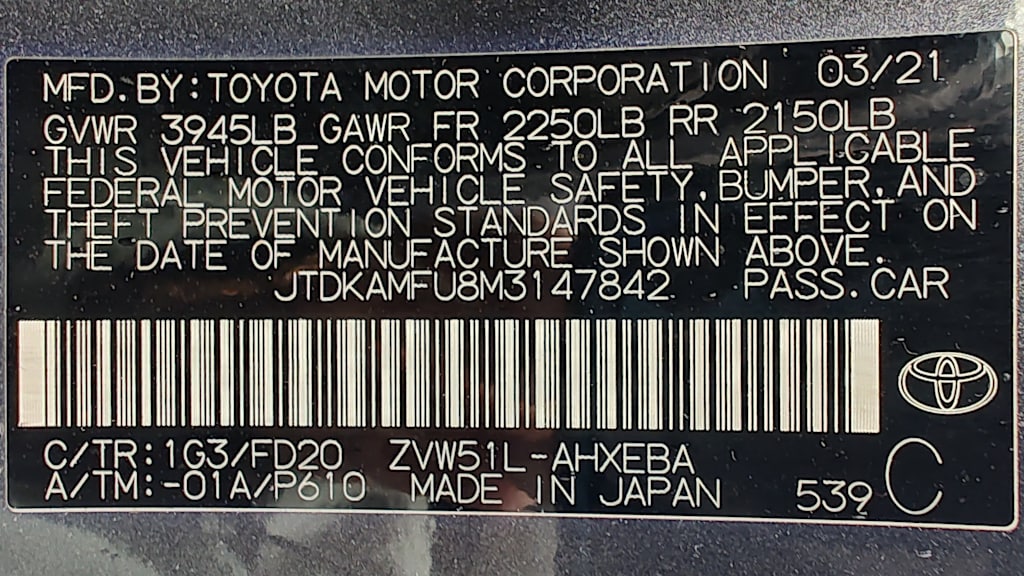 MFD.BY:TOYOTA MOTOR CORPORATION 03/21
GVWR 3945LB GAWR FR 2250LB RR 2150LB
THIS VEHICLE CONFORMS TO ALL APPLICABLE
FEDERAL MOTOR VEHICLE SAFETY,BUMPER,AND
THEFT PREVENTION STANDARDS IN EFFECT ON
THE DATE OF MANUFACTURE SHOWN ABOVE.
JTDKAMFU8M3147842 PASS.CAR
C/TR:1G3/FD20 ZVW51L-AHXEBA
A/TM:-01A/P610 MADE IN JAPAN 539 C